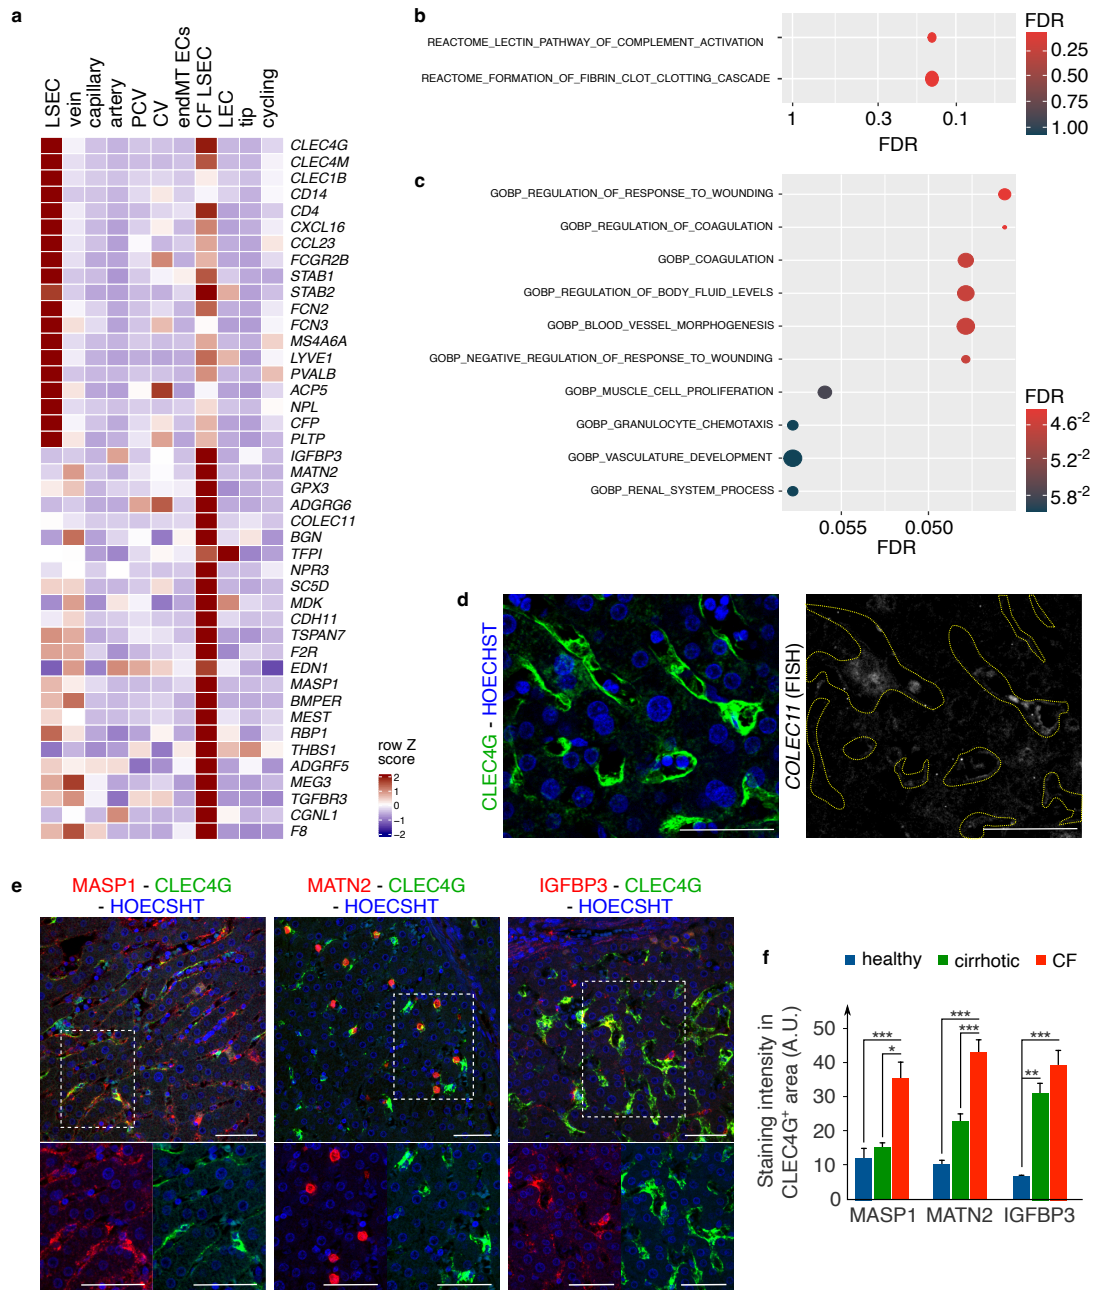 a
LSEC
vein
capillary
artery
PCV
CV
endMT ECs
CF LSEC
LEC
tip
cycling
CLEC4G
CLEC4M
CLEC1B
CD14
CD4
CXCL16
CCL23
FCGR2B
STAB1
STAB2
FCN2
FCN3
MS4A6A
LYVE1
PVALB
ACP5
NPL
CFP
PLTP
IGFBP3
MATN2
GPX3
ADGRG6
COLEC11
BGN
TFPI
NPR3
SC5D
MDK
CDH11
TSPAN7
F2R
EDN1
MASP1
BMPER
MEST
RBP1
THBS1
ADGRF5
MEG3
TGFBR3
CGNL1
F8
row Z
score
2
1
0
−1
−2
b
REACTOME_LECTIN_PATHWAY_OF_COMPLEMENT_ACTIVATION
REACTOME_FORMATION_OF_FIBRIN_CLOT_CLOTTING_CASCADE
1 0.3 0.1
FDR
FDR
0.25
0.50
0.75
1.00
c
GOBP_REGULATION_OF_RESPONSE_TO_WOUNDING
GOBP_REGULATION_OF_COAGULATION
GOBP_COAGULATION
GOBP_REGULATION_OF_BODY_FLUID_LEVELS
GOBP_BLOOD_VESSEL_MORPHOGENESIS
GOBP_NEGATIVE_REGULATION_OF_RESPONSE_TO_WOUNDING
GOBP_MUSCLE_CELL_PROLIFERATION
GOBP_GRANULOCYTE_CHEMOTAXIS
GOBP_VASCULATURE_DEVELOPMENT
GOBP_RENAL_SYSTEM_PROCESS
0.055 0.050
FDR
FDR
4.6-2
5.2-2
5.8-2
d
CLEC4G - HOECHST
COLEC11 (FISH)
e
MASP1 - CLEC4G
- HOECSHT
MATN2 - CLEC4G
- HOECSHT
IGFBP3 - CLEC4G
- HOECSHT
f
healthy cirrhotic CF
Staining intensity in
CLEC4G+ area (A.U.)
50
40
30
20
10
0
***
*
***
***
***
**
MASP1 MATN2 IGFBP3